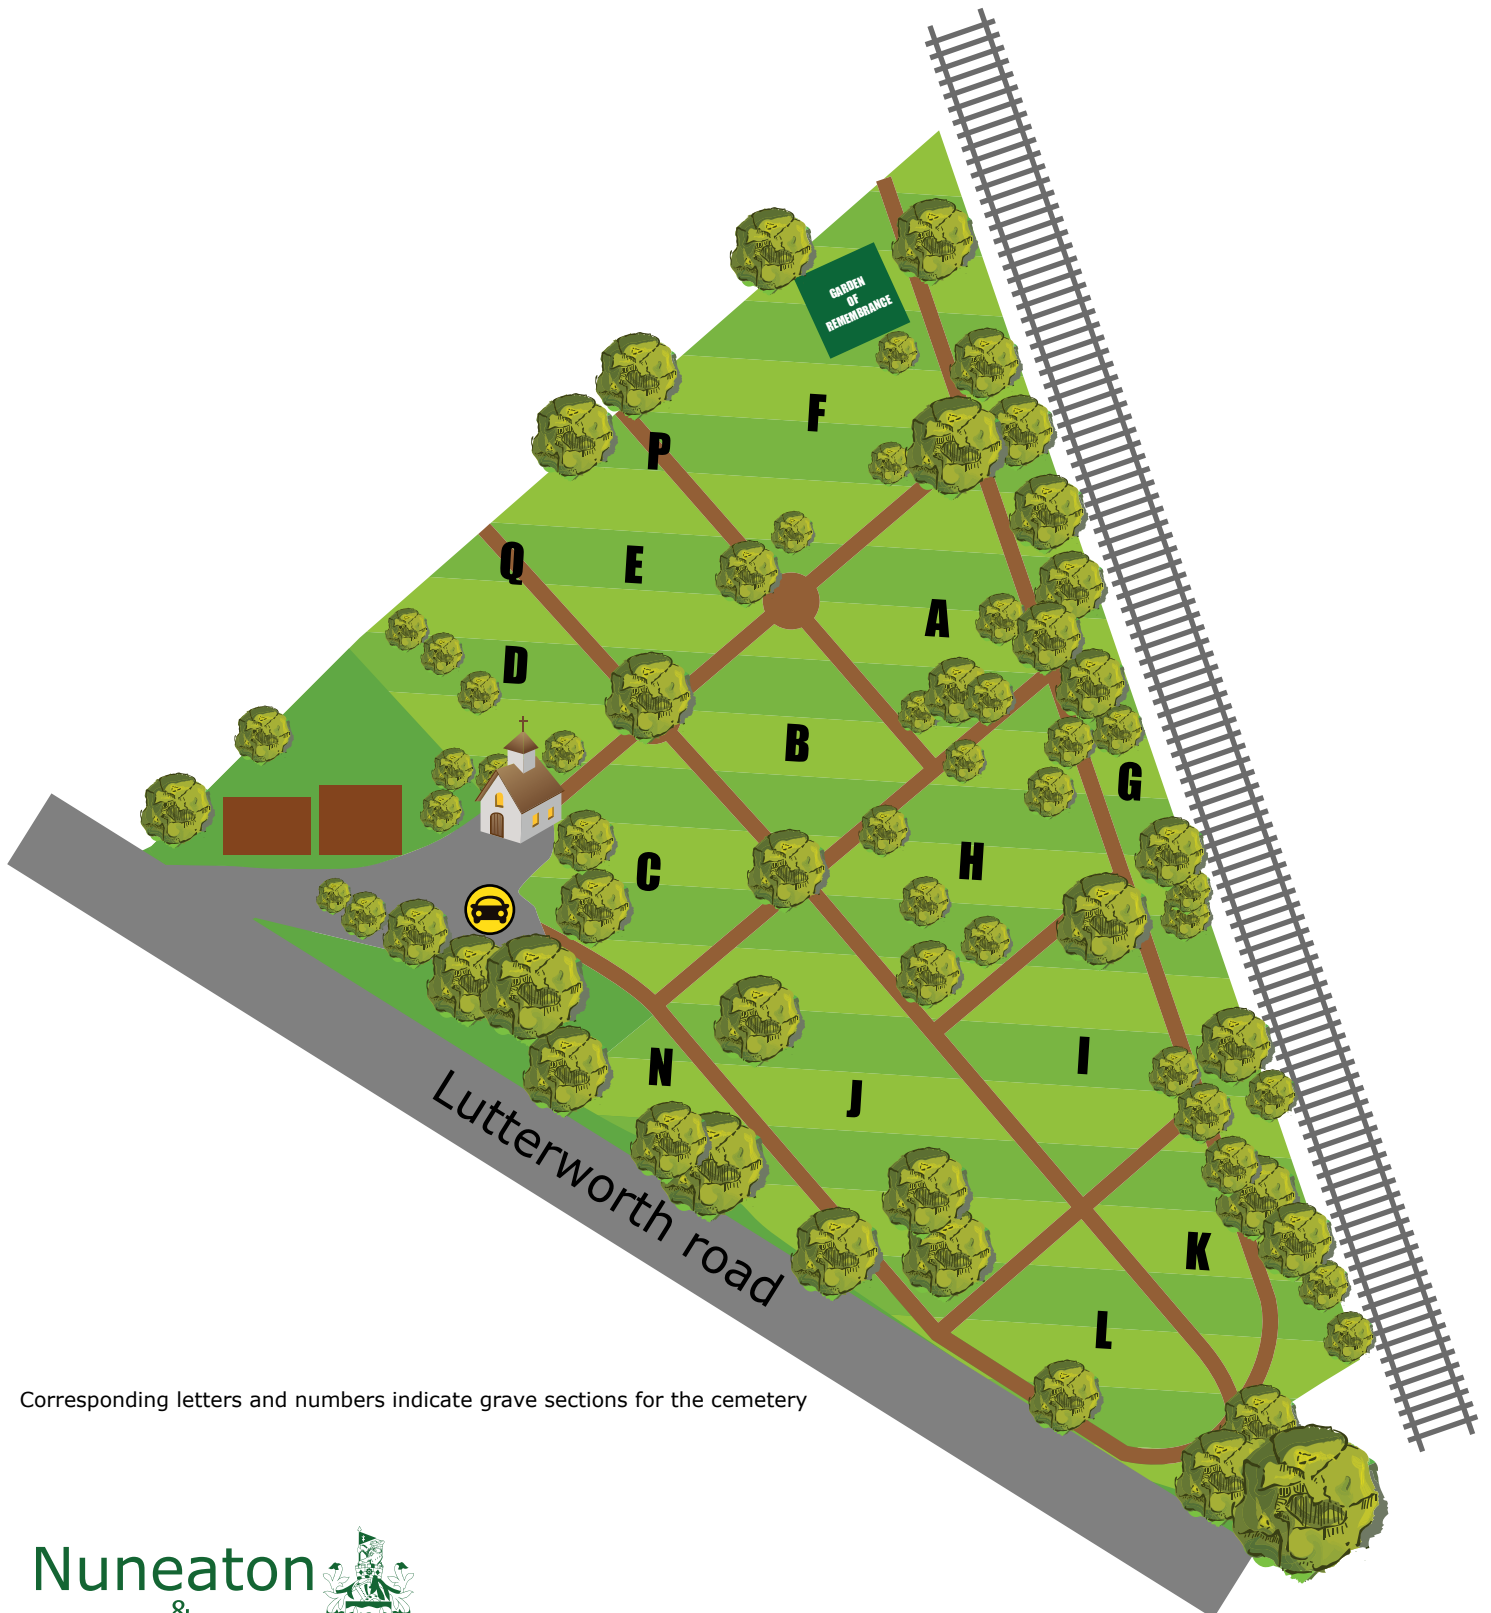 GARDEN
OF
REMEMBRANCE
F
P
Q
E
A
D
B
G
C
H
I
N
J
K
L
Lutterworth road
Corresponding letters and numbers indicate grave sections for the cemetery
Nuneaton
&